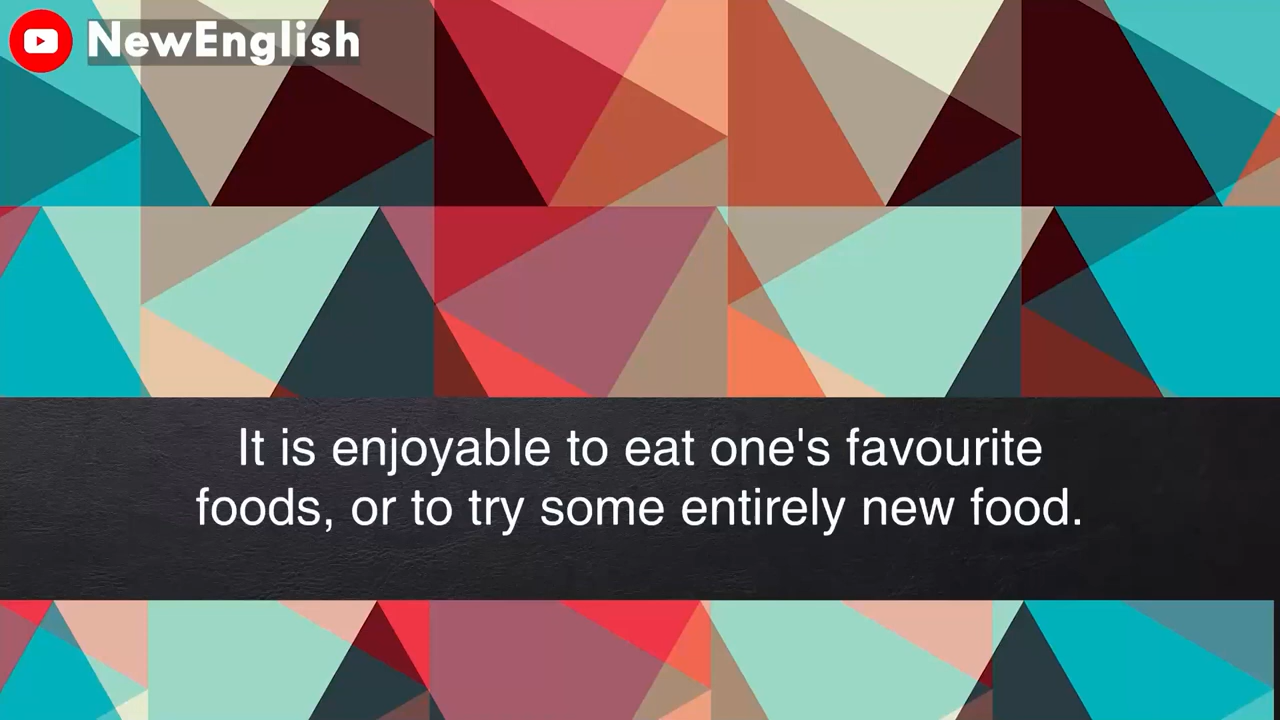 NewEnglish
It is enjoyable to eat one's favourite
foods, or to try some entirely new food.